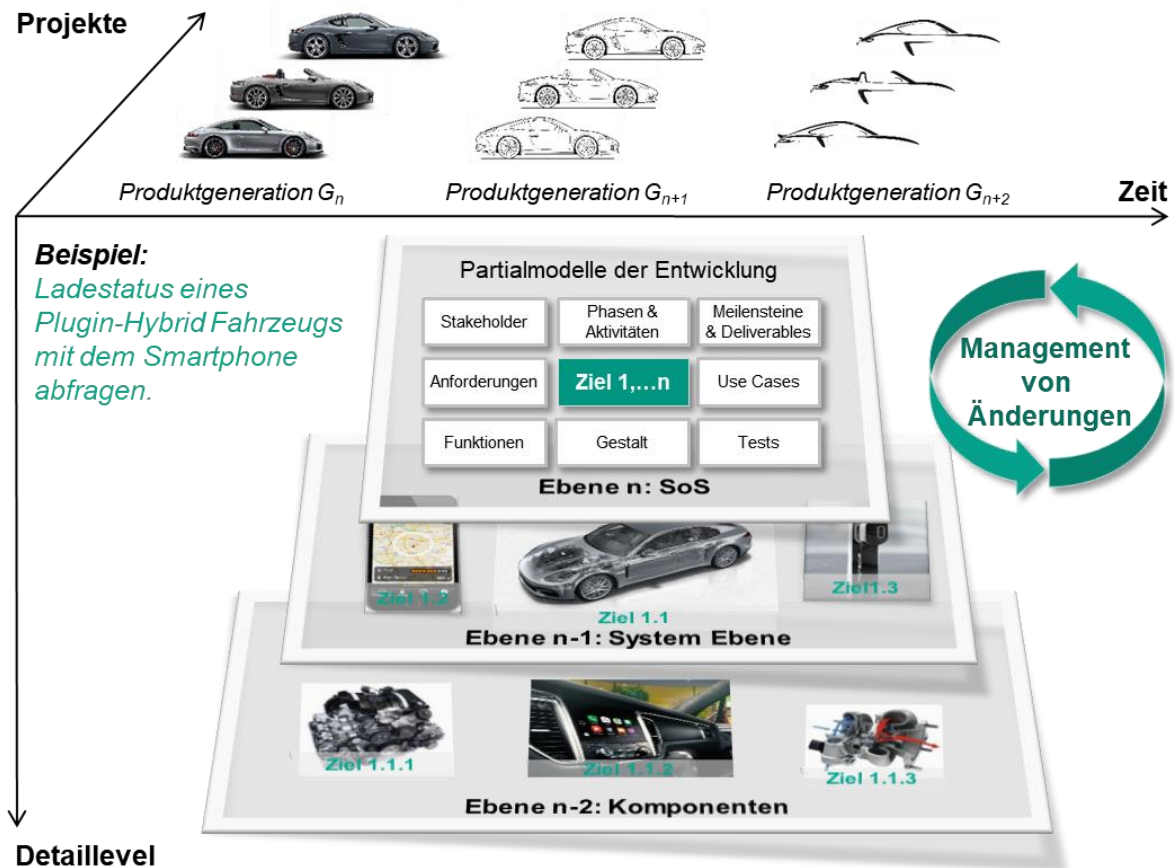 Projekte
Produktgeneration Gn
Produktgeneration Gn+1
Produktgeneration Gn+2
Zeit
Beispiel:
Ladestatus eines
Plugin-Hybrid Fahrzeugs
mit dem Smartphone
abfragen.
Partialmodelle der Entwicklung
Stakeholder
Phasen &
Aktivitäten
Meilensteine
& Deliverables
Anforderungen
Ziel 1,...n
Use Cases
Funktionen
Gestalt
Tests
Ebene n: SoS
Management
von
Änderungen
Ziel 1.2
Ziel 1.1
Ziel1.3
Ebene n-1: System Ebene
Ziel 1.1.1
Ziel 1.1.2
Ziel 1.1.3
Ebene n-2: Komponenten
Detaillevel